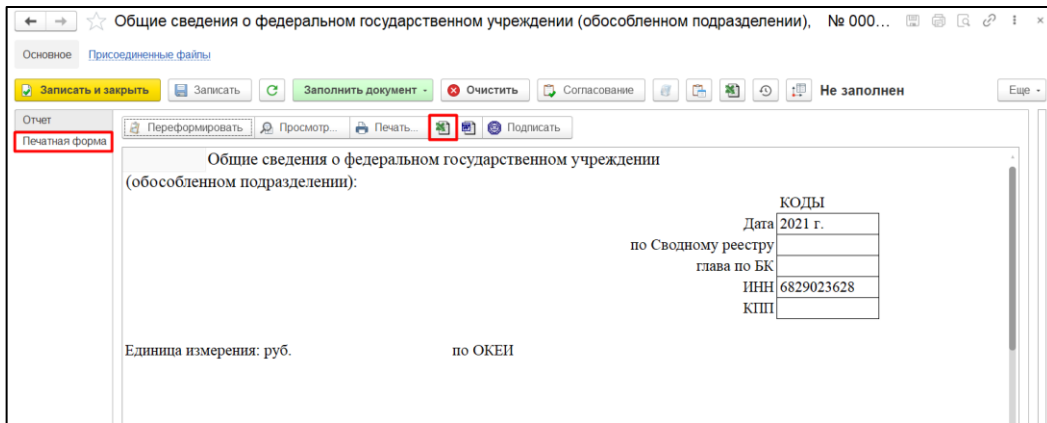 Общие сведения о федеральном государственном учреждении (обособленном подразделении), № 000...
Основное Присоединенные файлы
Записать и закрыть Записать Заполнить документ Очистить Согласование Не заполнен Еще
Отчет
Печатная форма
Переформировать Просмотр... Печать... Подписать
Общие сведения о федеральном государственном учреждении
(обособленном подразделении):
КОДЫ
Дата 2021 г.
по Сводному реестру
глава по БК
ИНН 6829023628
КПП
Единица измерения: руб. по ОКЕИ